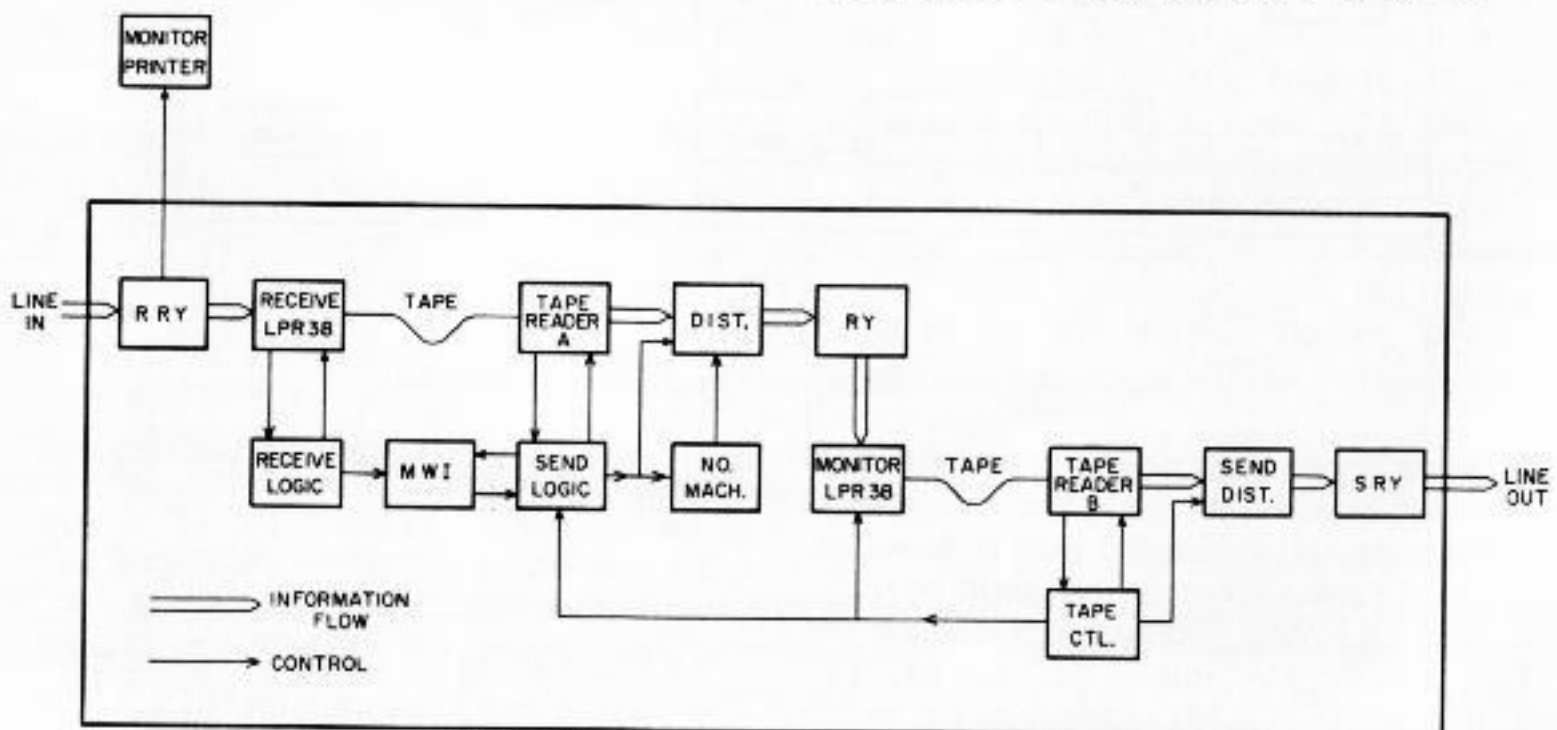 MONITOR
PRINTER
LINE
IN
R RY
RECEIVE
LPR 38
TAPE
TAPE
READER
A
DIST.
RY
RECEIVE
LOGIC
MWI
SEND
LOGIC
NO.
MACH.
MONITOR
LPR 38
TAPE
TAPE
READER
B
SEND
DIST.
S RY
LINE
OUT
TAPE
CTL.
INFORMATION
FLOW
CONTROL